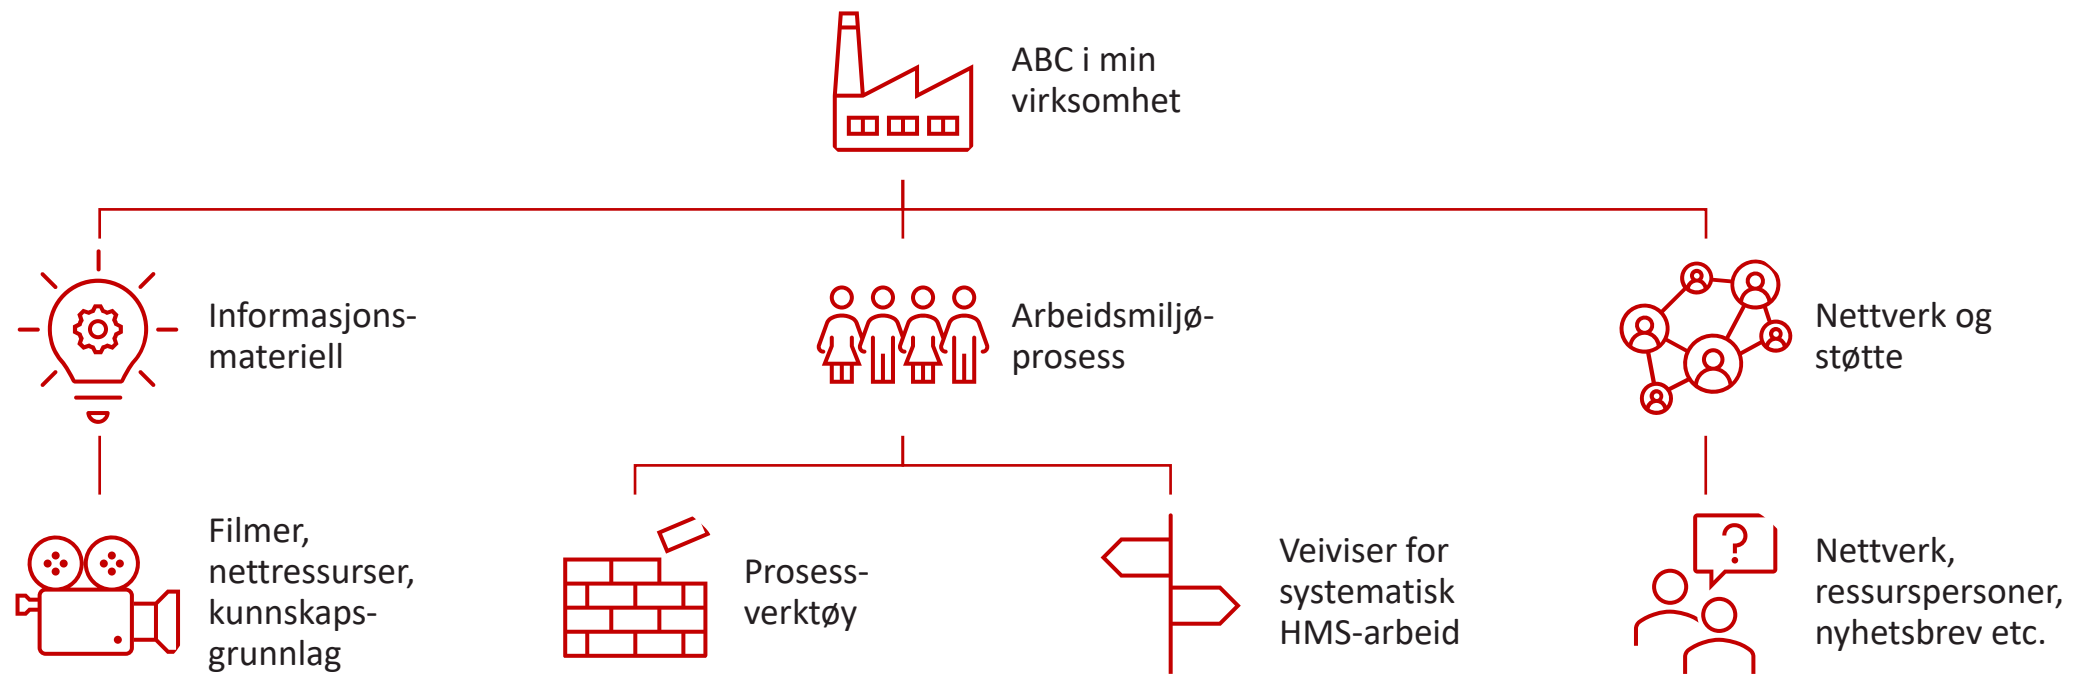 ABC i min
virksomhet
Informasjons-
materiell
Arbeidsmiljø-
prosess
Nettverk og
støtte
Filmer,
nettressurser,
kunnskaps-
grunnlag
Prosess-
verktøy
Veiviser for
systematisk
HMS-arbeid
?
Nettverk,
ressurspersoner,
nyhetsbrev etc.